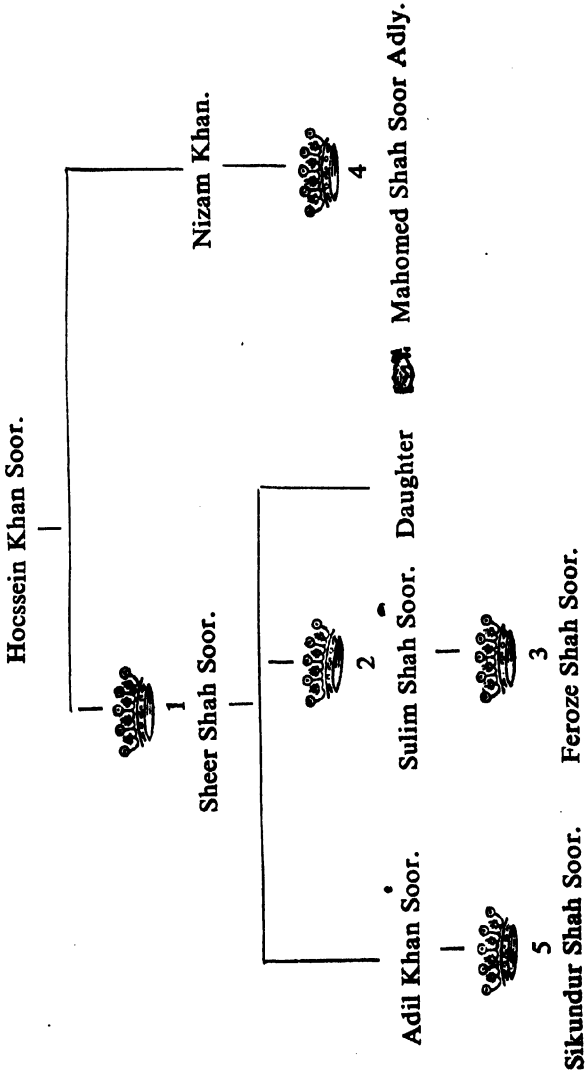 Hocssein Khan Soor.
1
Sheer Shah Soor.
Nizam Khan.
2
4
Adil Khan Soor.
Sulim Shah Soor.
Daughter
Mahomed Shah Soor Adly.
5
3
Sikundur Shah Soor.
Feroze Shah Soor.